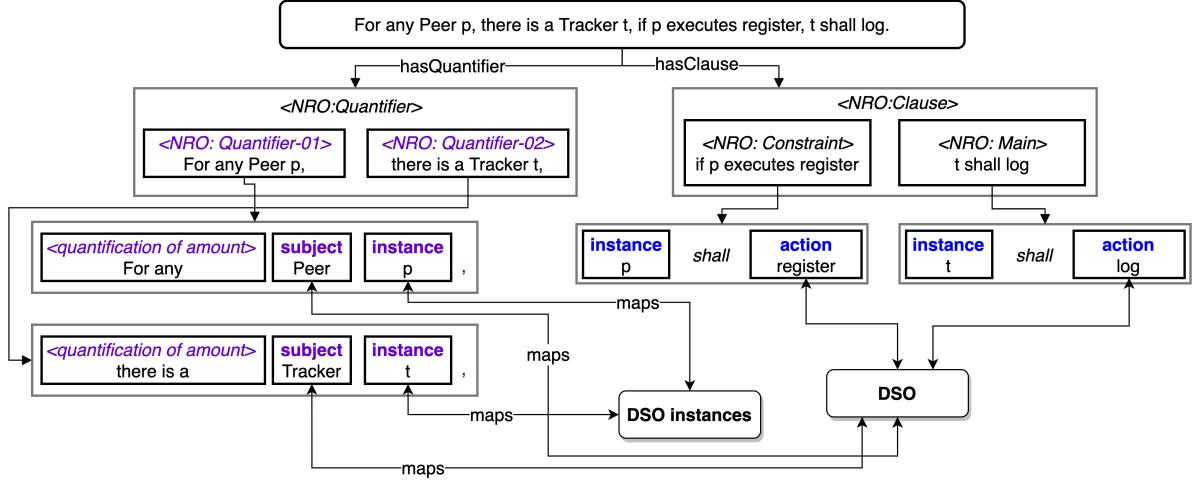 For any Peer p, there is a Tracker t, if p executes register, t shall log.
hasQuantifier
hasClause
<NRO:Quantifier>
<NRO: Quantifier-01>
For any Peer p,
<NRO: Quantifier-02>
there is a Tracker t,
<NRO:Clause>
<NRO: Constraint>
if p executes register
<NRO: Main>
t shall log
<quantification of amount>
For any
subject
Peer
instance
p
,
instance
p
shall
action
register
instance
t
shall
action
log
maps
maps
<quantification of amount>
there is a
subject
Tracker
instance
t
,
maps
DSO instances
DSO
maps